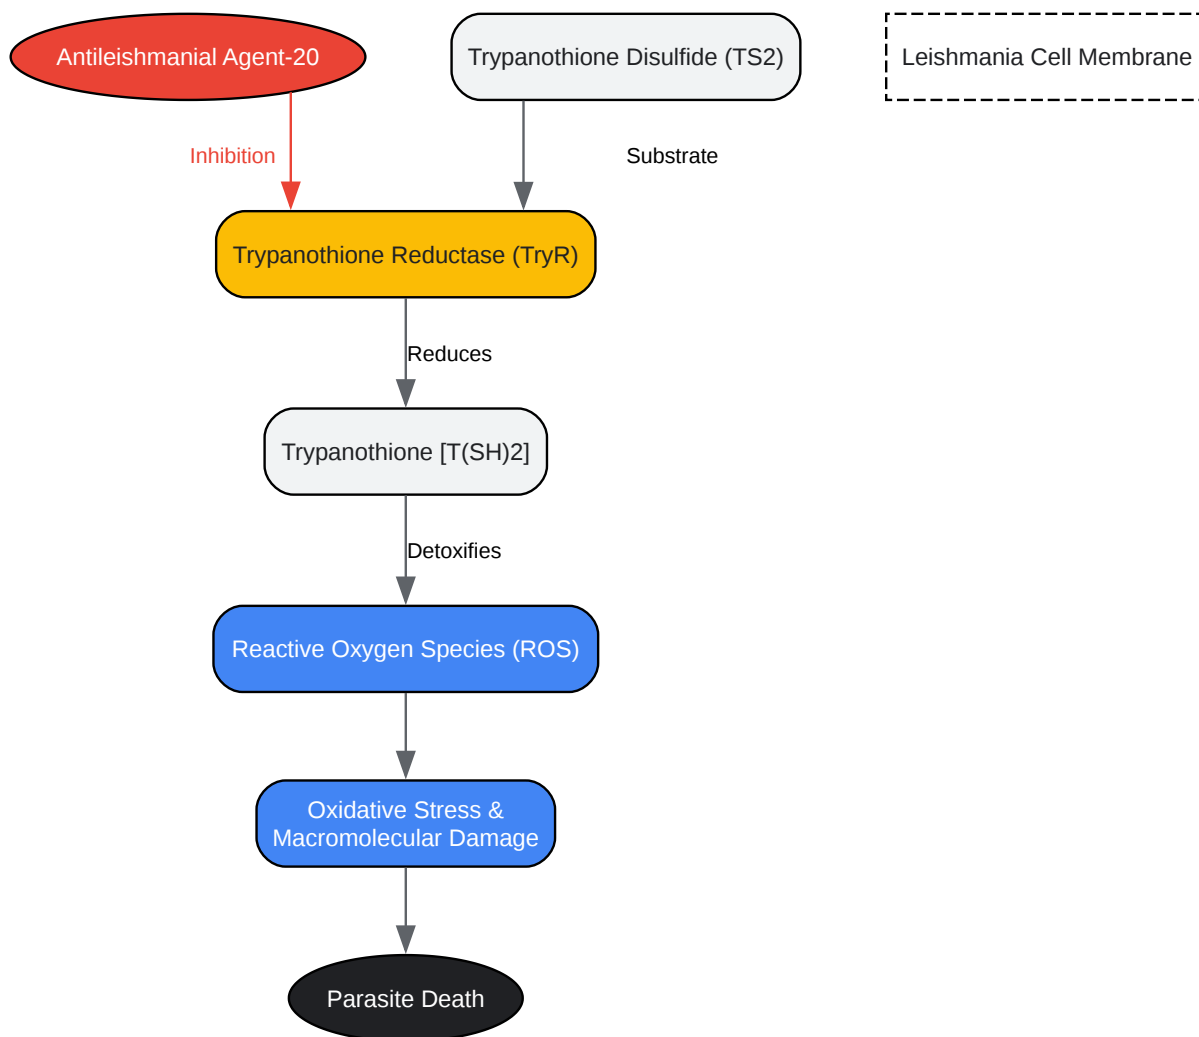 Antileishmanial Agent-20
Trypanothione Disulfide (TS2)
Leishmania Cell Membrane
Inhibition
Substrate
Trypanothione Reductase (TryR)
Reduces
Trypanothione [T(SH)2]
Detoxifies
Reactive Oxygen Species (ROS)
Oxidative Stress &
Macromolecular Damage
Parasite Death